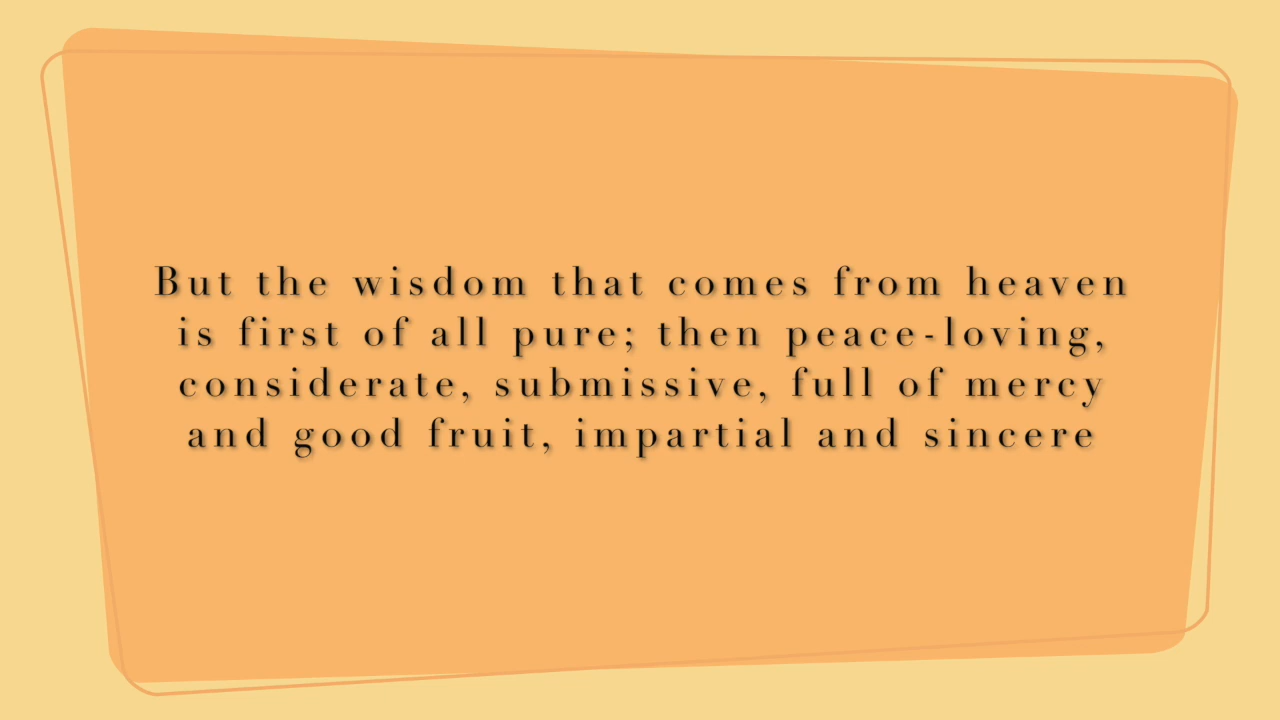 But the wisdom that comes from heaven
is first of all pure; then peace-loving,
considerate, submissive, full of mercy
and good fruit, impartial and sincere